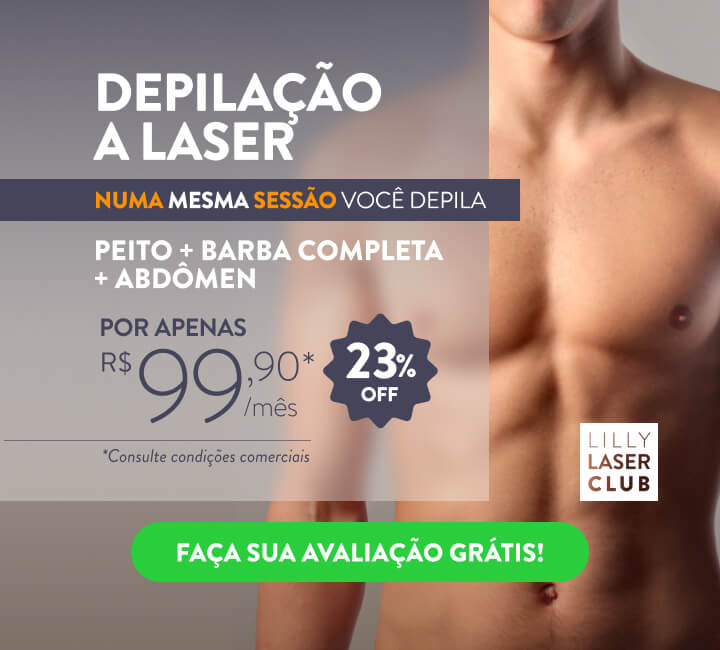 DEPILAÇÃO
A LASER
NUMA MESMA SESSÃO VOCÊ DEPILA
PEITO + BARBA COMPLETA
+ ABDÔMEN
POR APENAS
R$ 99,90*
/mês
23%
OFF
*Consulte condições comerciais
LILLY
LASER
CLUB
FAÇA SUA AVALIAÇÃO GRÁTIS!